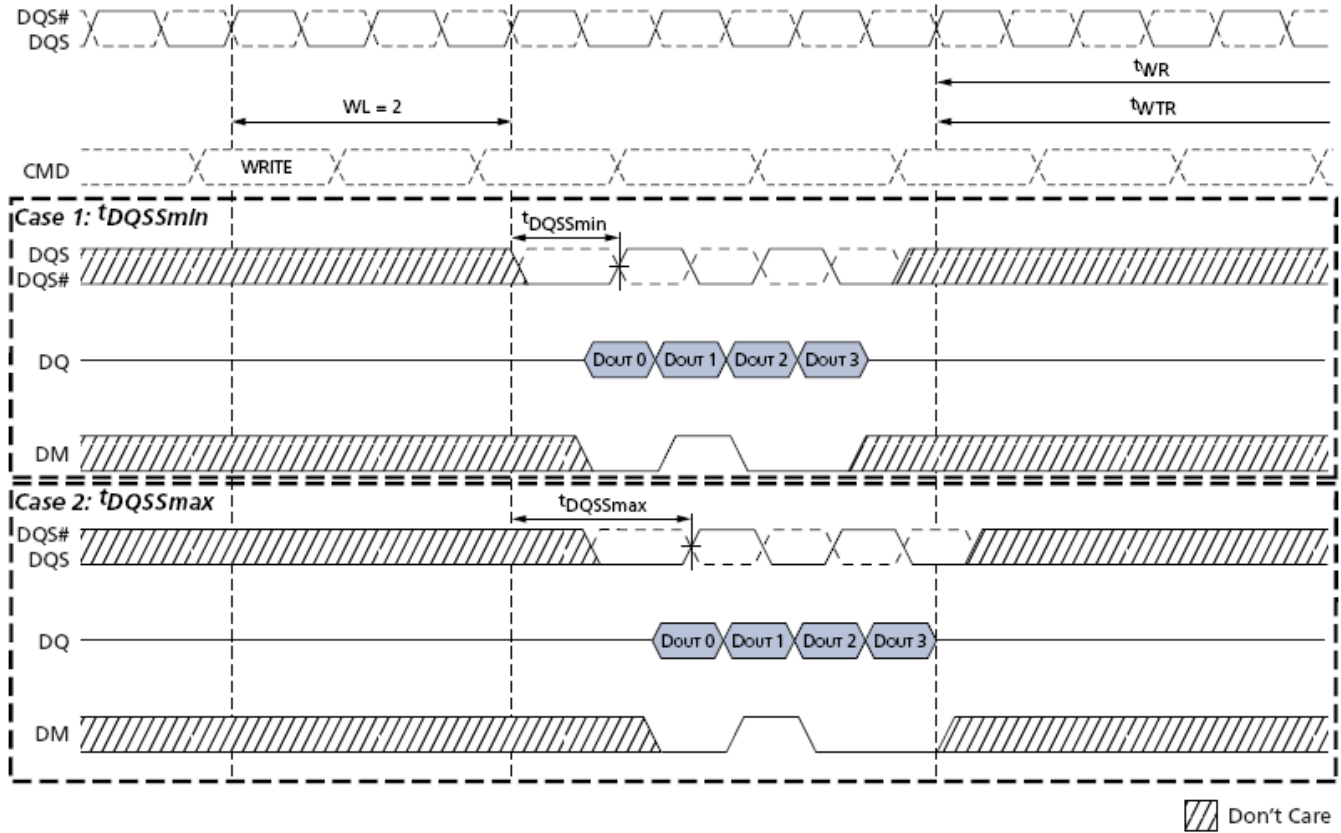 DQS#
DQS
tWR
WL = 2
tWTR
CMD
WRITE
Case 1: tDQSSmin
tDQSSmin
DQS
DQS#
DQ
DOUT 0 DOUT 1 DOUT 2 DOUT 3
DM
Case 2: tDQSSmax
tDQSSmax
DQS#
DQS
DQ
DOUT 0 DOUT 1 DOUT 2 DOUT 3
DM
Don't Care